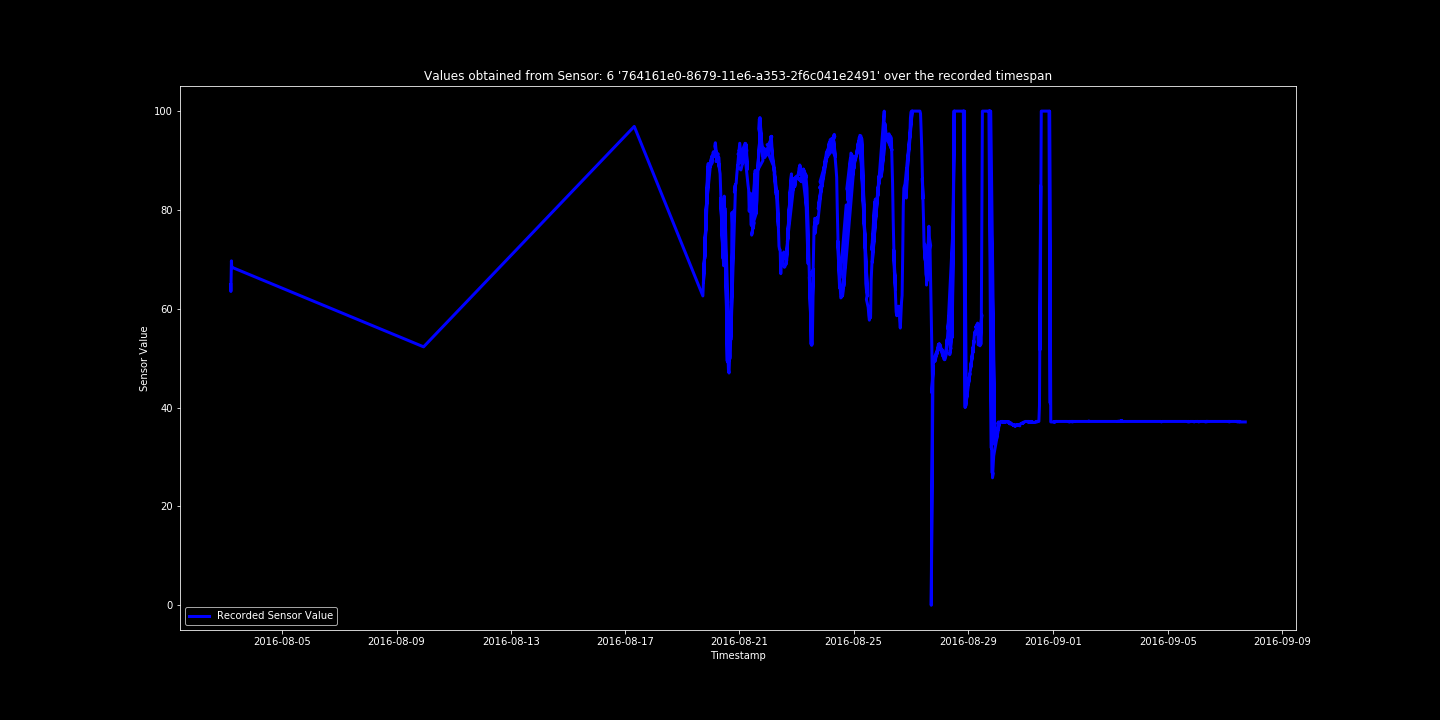 Values obtained from Sensor: 6 '764161e0-8679-11e6-a353-2f6c041e2491' over the recorded timespan
100
80
60
40
20
0
Sensor Value
Recorded Sensor Value
2016-08-05 2016-08-09 2016-08-13 2016-08-17 2016-08-21 2016-08-25 2016-08-29 2016-09-01 2016-09-05 2016-09-09
Timestamp